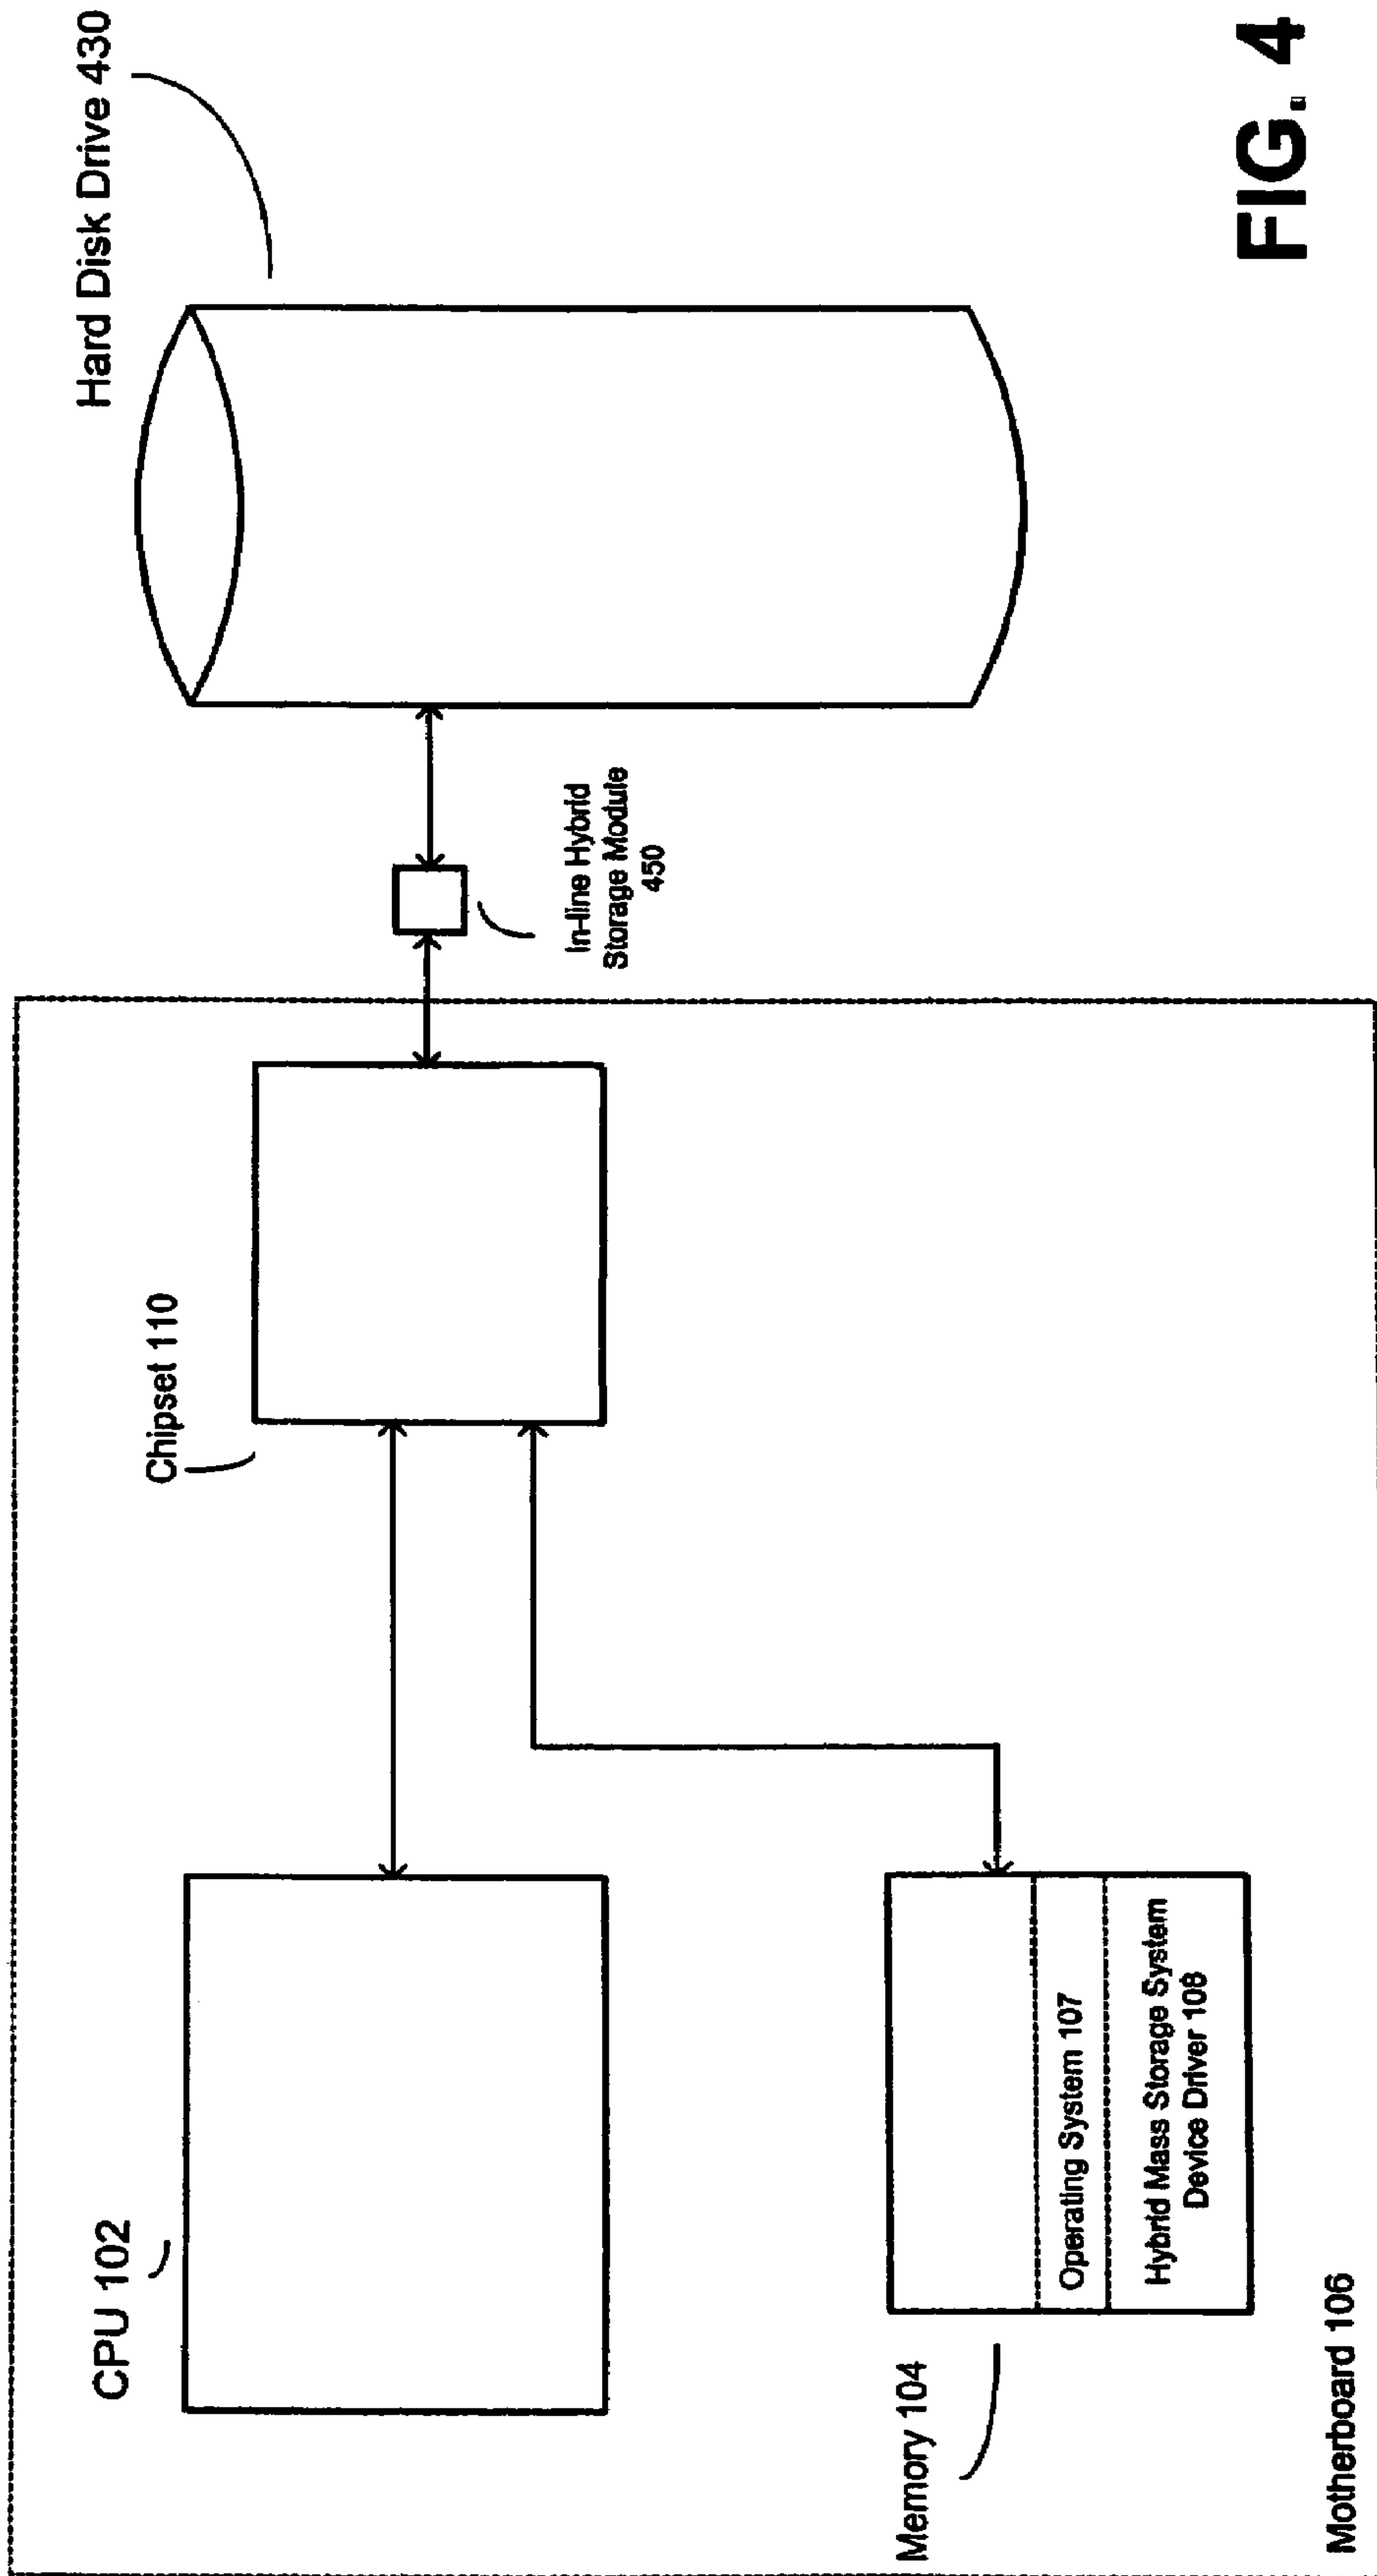 Hard Disk Drive 430
In-line Hybrid
Storage Module
450
Chipset 110
CPU 102
Memory 104
Operating System 107
Hybrid Mass Storage System
Device Driver 108
Motherboard 106
FIG. 4